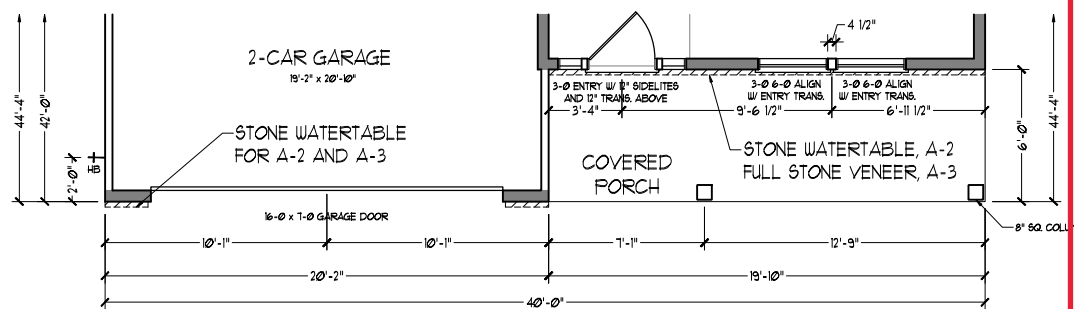 4 1/2"
2-CAR GARAGE
19'-2" x 20'-10"
3-0 ENTRY W/ 12" SIDELITES
AND 12" TRANS. ABOVE
3-0 6-0 ALIGN
W/ ENTRY TRANS.
3-0 6-0 ALIGN
W/ ENTRY TRANS.
3'-4"
9'-6 1/2"
6'-11 1/2"
44'-4"
42'-0"
44'-4"
6'-0"
STONE WATERTABLE
FOR A-2 AND A-3
2'-0"
HB
COVERED
PORCH
STONE WATERTABLE, A-2
FULL STONE VENEER, A-3
16-0 x 7-0 GARAGE DOOR
8" SQ. COLU
10'-1"
10'-1"
7'-1"
12'-9"
20'-2"
19'-10"
40'-0"